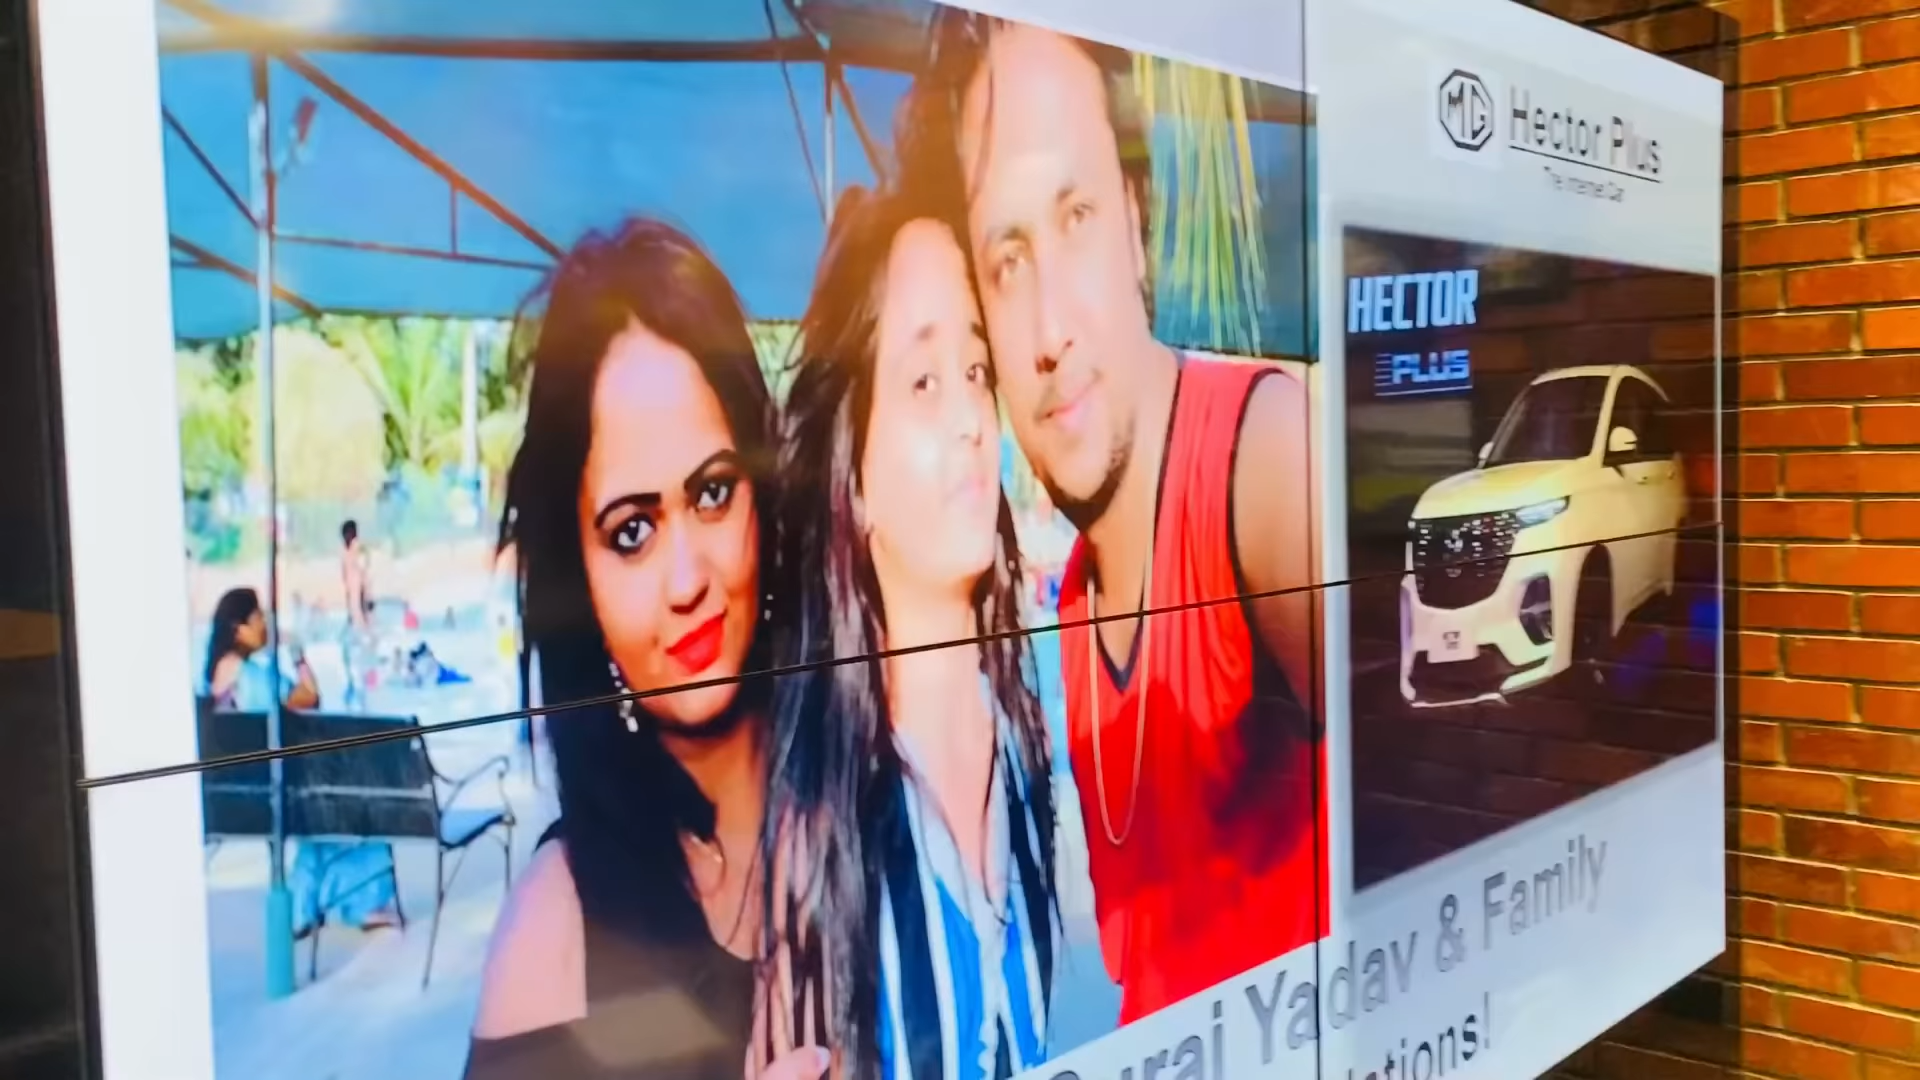 MG
Hector Plus
The Internet Car
HECTOR
PLUS
Yadav & Family